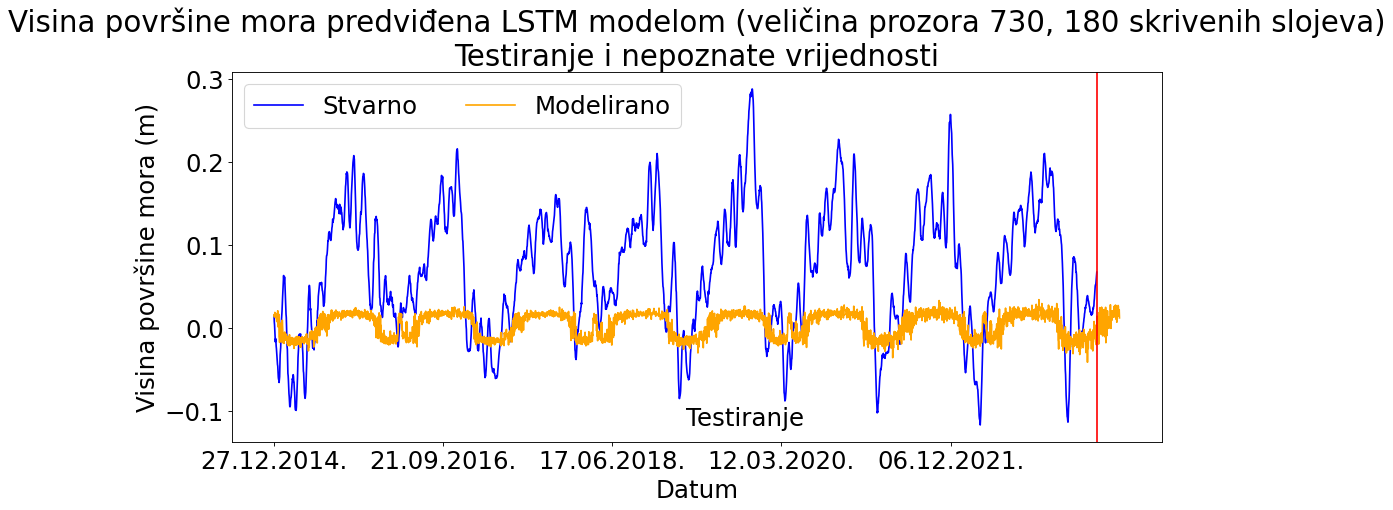 Visina površine mora predviđena LSTM modelom (veličina prozora 730, 180 skrivenih slojeva)
Testiranje i nepoznate vrijednosti
Stvarno Modelirano
Visina površine mora (m)
0.3
0.2
0.1
0.0
−0.1
Testiranje
27.12.2014. 21.09.2016. 17.06.2018. 12.03.2020. 06.12.2021.
Datum